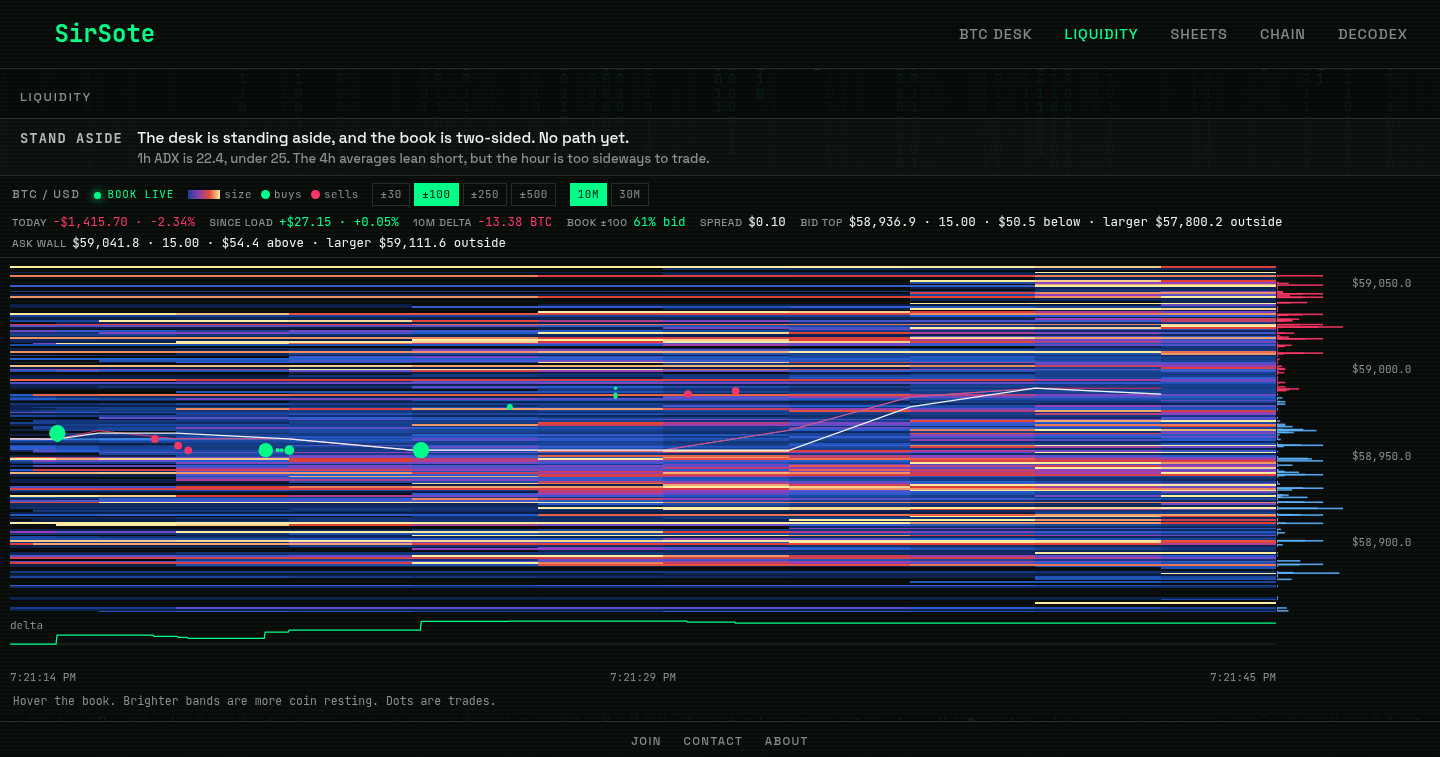 SirSote
BTC DESK LIQUIDITY SHEETS CHAIN DECODEX
LIQUIDITY
STAND ASIDE The desk is standing aside, and the book is two-sided. No path yet.
1h ADX is 22.4, under 25. The 4h averages lean short, but the hour is too sideways to trade.
BTC / USD BOOK LIVE size buys sells ±30 ±100 ±250 ±500 10M 30M
TODAY -$1,415.70 · -2.34% SINCE LOAD +$27.15 · +0.05% 10M DELTA -13.38 BTC BOOK ±100 61% bid SPREAD $0.10 BID TOP $58,936.9 · 15.00 · $50.5 below · larger $57,800.2 outside
ASK WALL $59,041.8 · 15.00 · $54.4 above · larger $59,111.6 outside
$59,050.0
$59,000.0
$58,950.0
$58,900.0
delta
7:21:14 PM 7:21:29 PM 7:21:45 PM
Hover the book. Brighter bands are more coin resting. Dots are trades.
JOIN CONTACT ABOUT